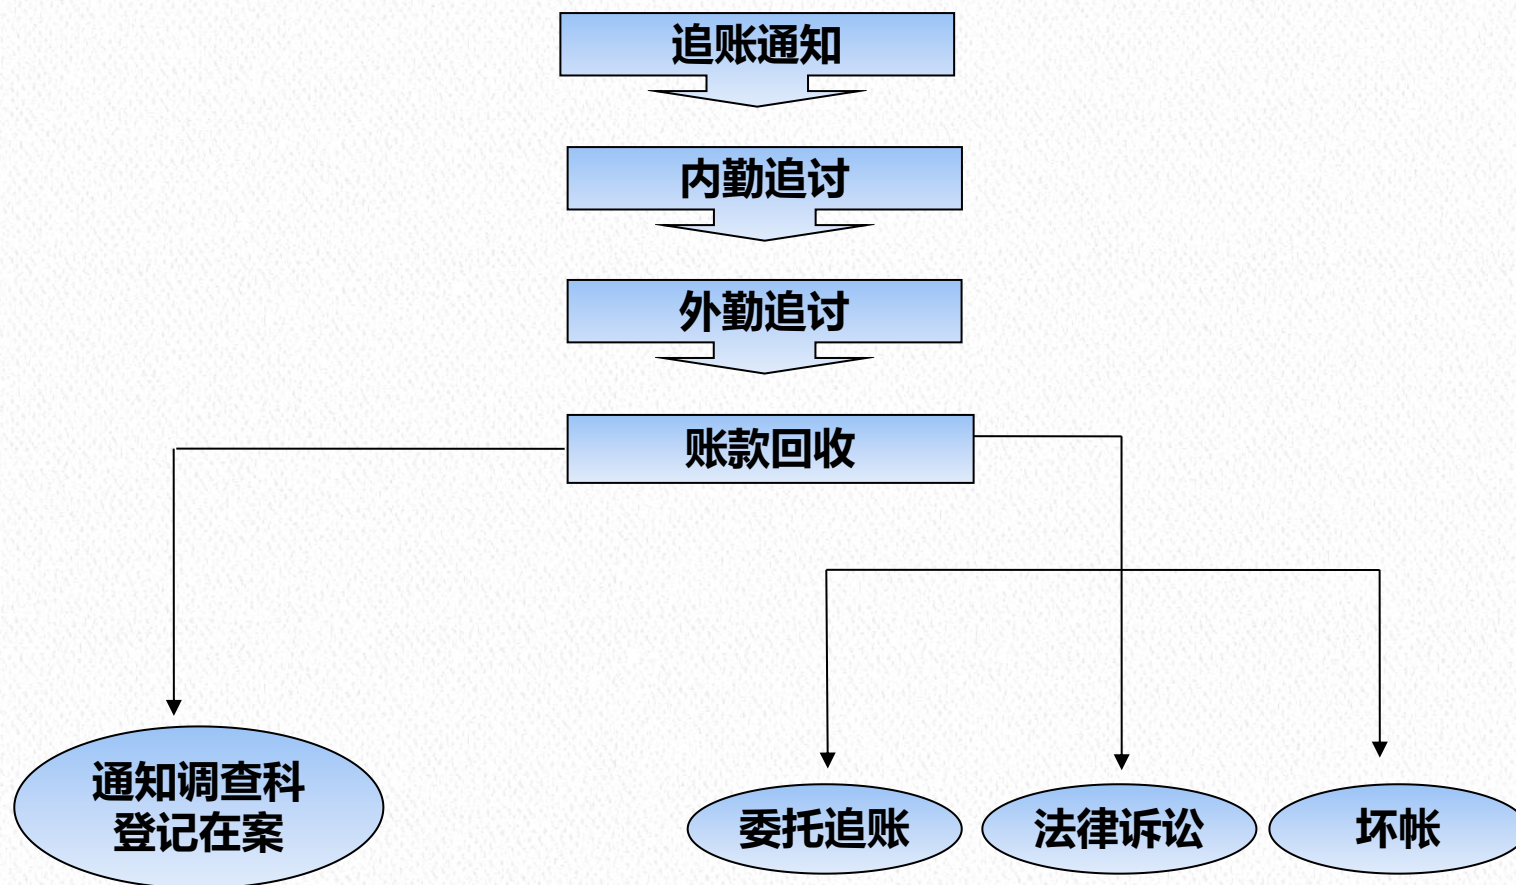 追账通知
内勤追讨
外勤追讨
账款回收
通知调查科
登记在案
委托追账
法律诉讼
坏帐